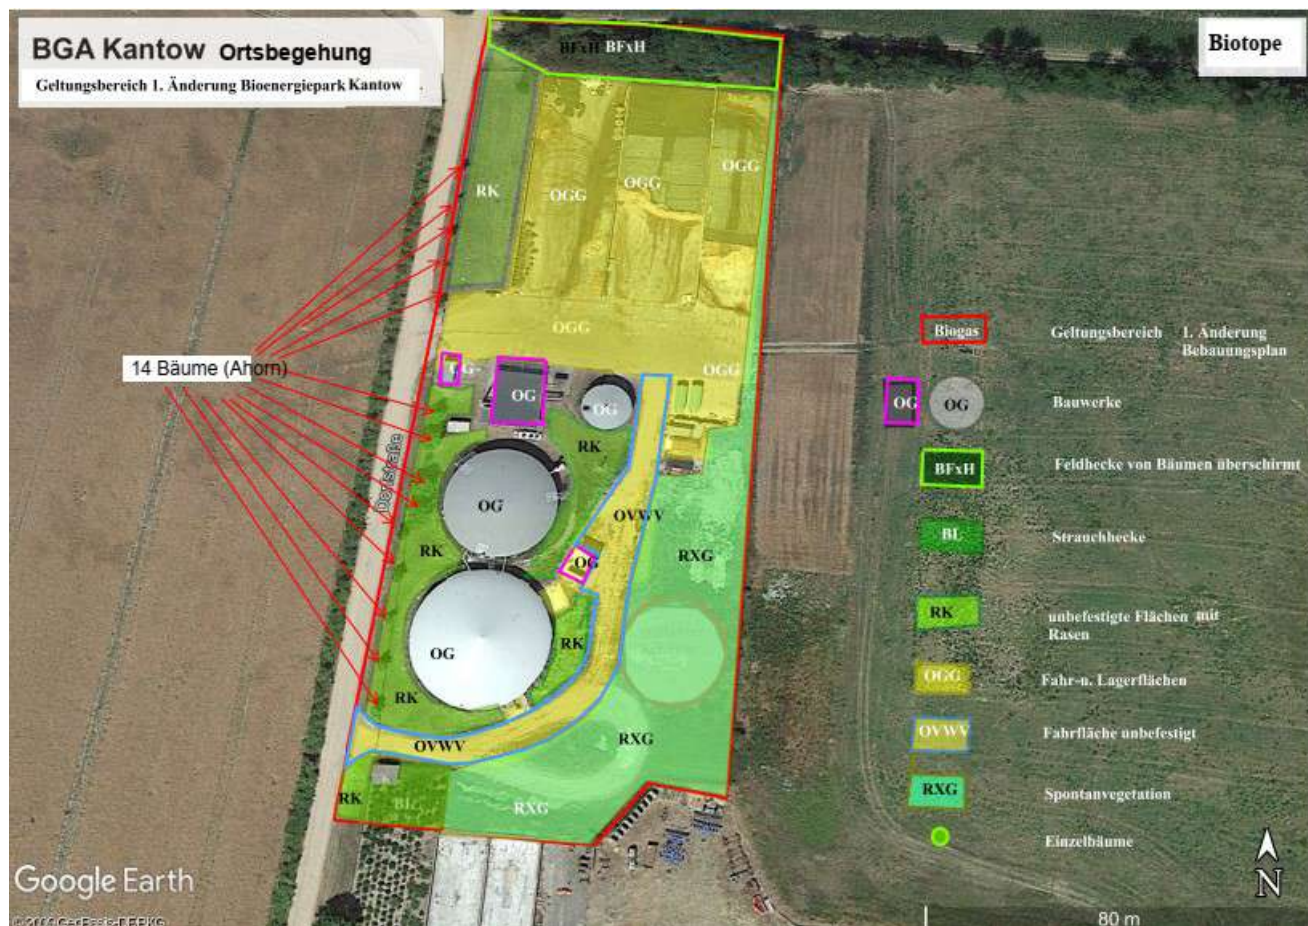 BGA Kantow Ortsbegehung
Geltungsbereich 1. Änderung Bioenergiepark Kantow
Biotope
BFxH BFxH
RK
OGG
OGG
OGG
OGG
OGG
14 Bäume (Ahorn)
OG
OG
OG
RK
Dorfstraße
OG
OVWV
RK
OG
RXG
OG
RK
RK
RXG
OVWV
RK
BL
RXG
Biogas Geltungsbereich 1. Änderung
Bebauungsplan
OG OG Bauwerke
BFxH Feldhecke von Bäumen überschirmt
BL Strauchhecke
RK unbefestigte Flächen mit
Rasen
OGG Fahr-u. Lagerflächen
OVWV Fahrfläche unbefestigt
RXG Spontanvegetation
Einzelbäume
N
80 m
Google Earth